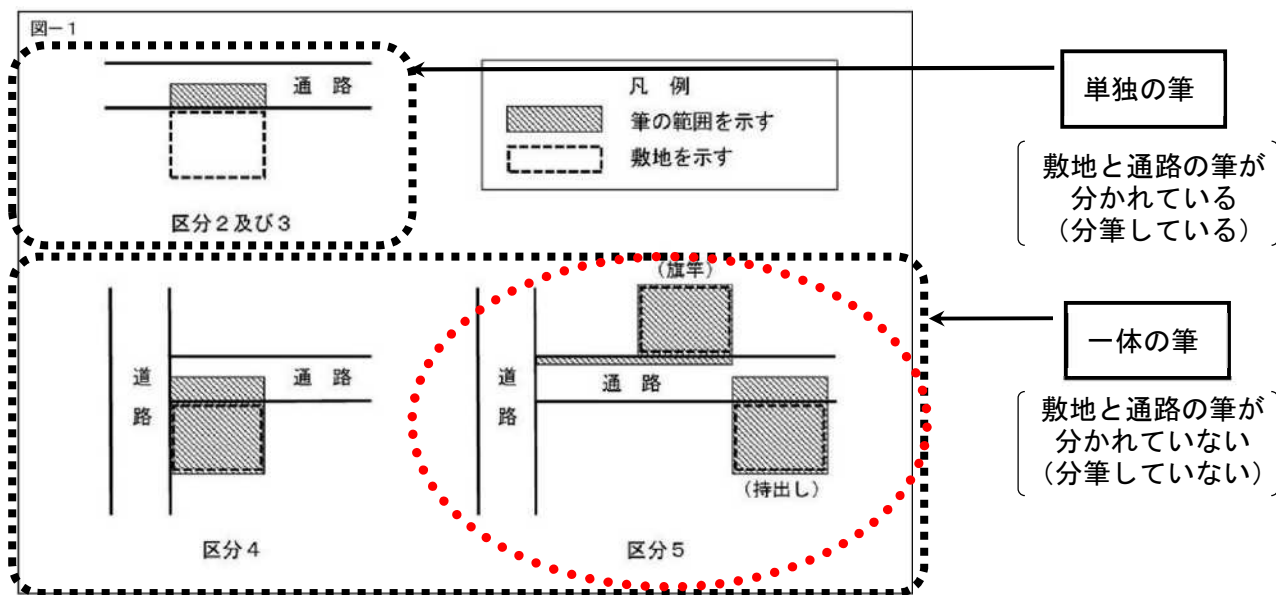 図－1
通　路
区分２及び３
凡　例
筆の範囲を示す
敷地を示す
単独の筆
敷地と通路の筆が
分かれている
（分筆している）
道路
通　路
区分４
（旗竿）
道路
通　路
（持出し）
区分５
一体の筆
敷地と通路の筆が
分かれていない
（分筆していない）